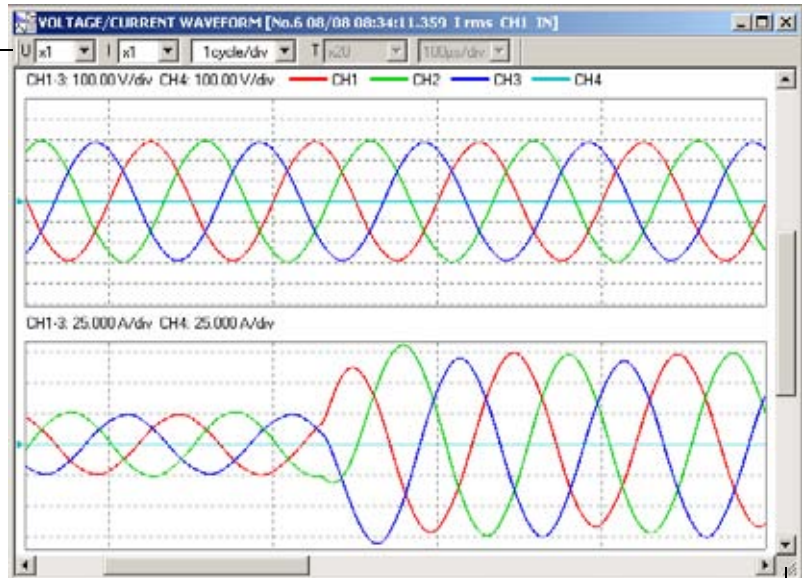 VOLTAGE/CURRENT WAVEFORM [No.6 08/08 08:34:11.359 Irms CH1 IN]
U x1 I x1 1cycle/div T x20 100µs/div
CH1-3: 100.00 V/div CH4: 100.00 V/div CH1 CH2 CH3 CH4
CH1-3: 25.000 A/div CH4: 25.000 A/div